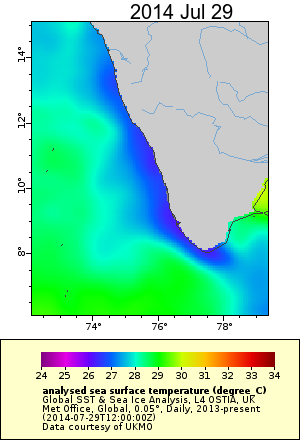 2014 Jul 29
14°
12°
10°
8°
74° 76° 78°
24 25 26 27 28 29 30 31 32 33 34
analysed sea surface temperature (degree_C)
Global SST & Sea Ice Analysis, L4 OSTIA, UK
Met Office, Global, 0.05°, Daily, 2013-present
(2014-07-29T12:00:00Z)
Data courtesy of UKMO